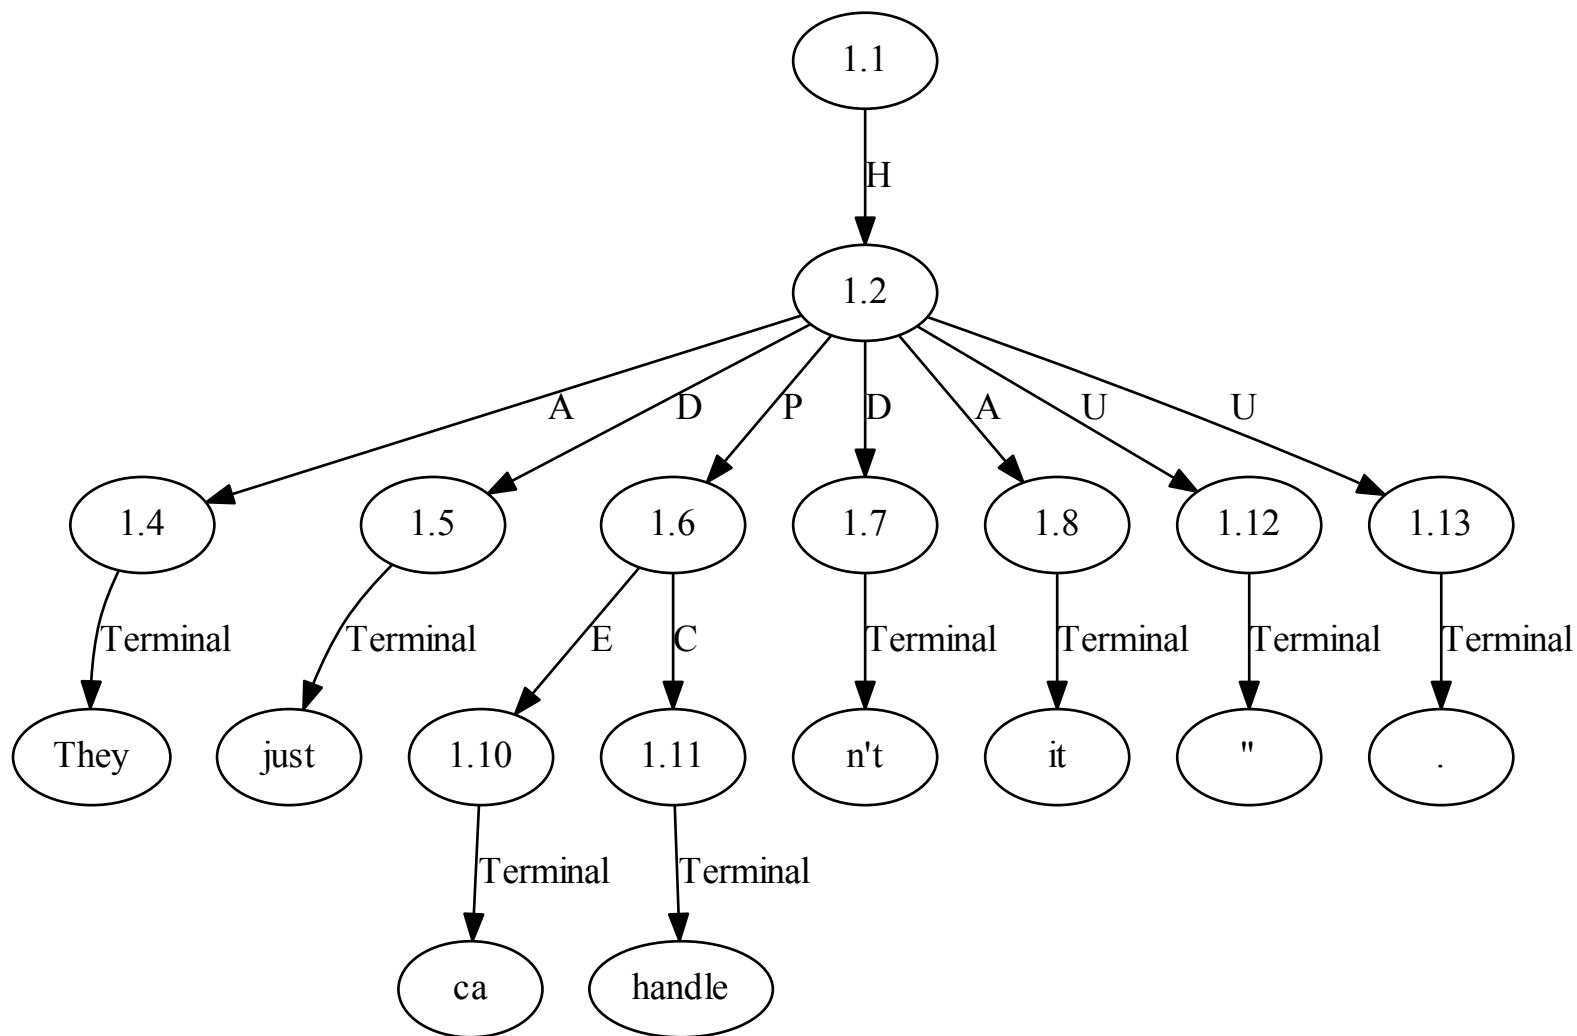 1.1
H
1.2
A D P D A U U
1.4 1.5 1.6 1.7 1.8 1.12 1.13
Terminal Terminal E C Terminal Terminal Terminal Terminal
They just 1.10 1.11 n't it " .
Terminal Terminal
ca handle